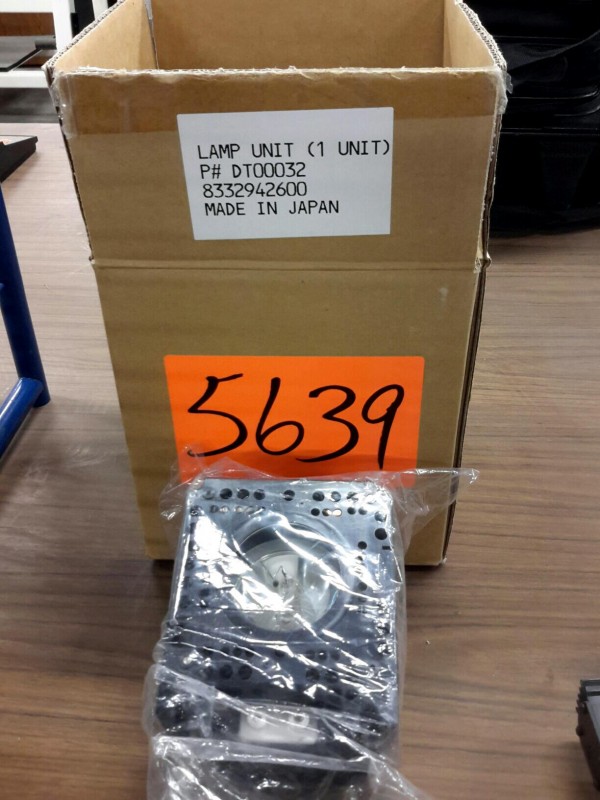 LAMP UNIT (1 UNIT)
P# DT00032
8332942600
MADE IN JAPAN
5639